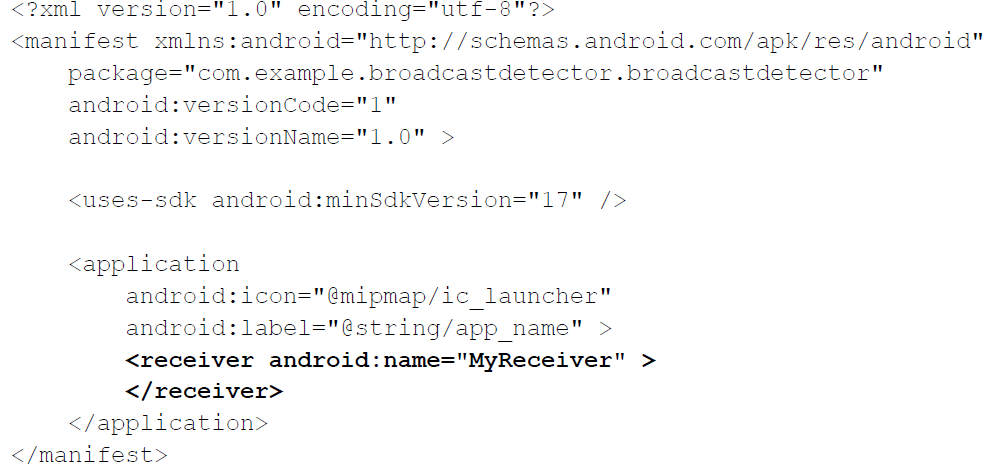 <?xml version="1.0" encoding="utf-8"?>
<manifest xmlns:android="http://schemas.android.com/apk/res/android"
    package="com.example.broadcastdetector.broadcastdetector"
    android:versionCode="1"
    android:versionName="1.0" >

    <uses-sdk android:minSdkVersion="17" />

    <application
        android:icon="@mipmap/ic_launcher"
        android:label="@string/app_name" >
        <receiver android:name="MyReceiver" >
        </receiver>
    </application>
</manifest>